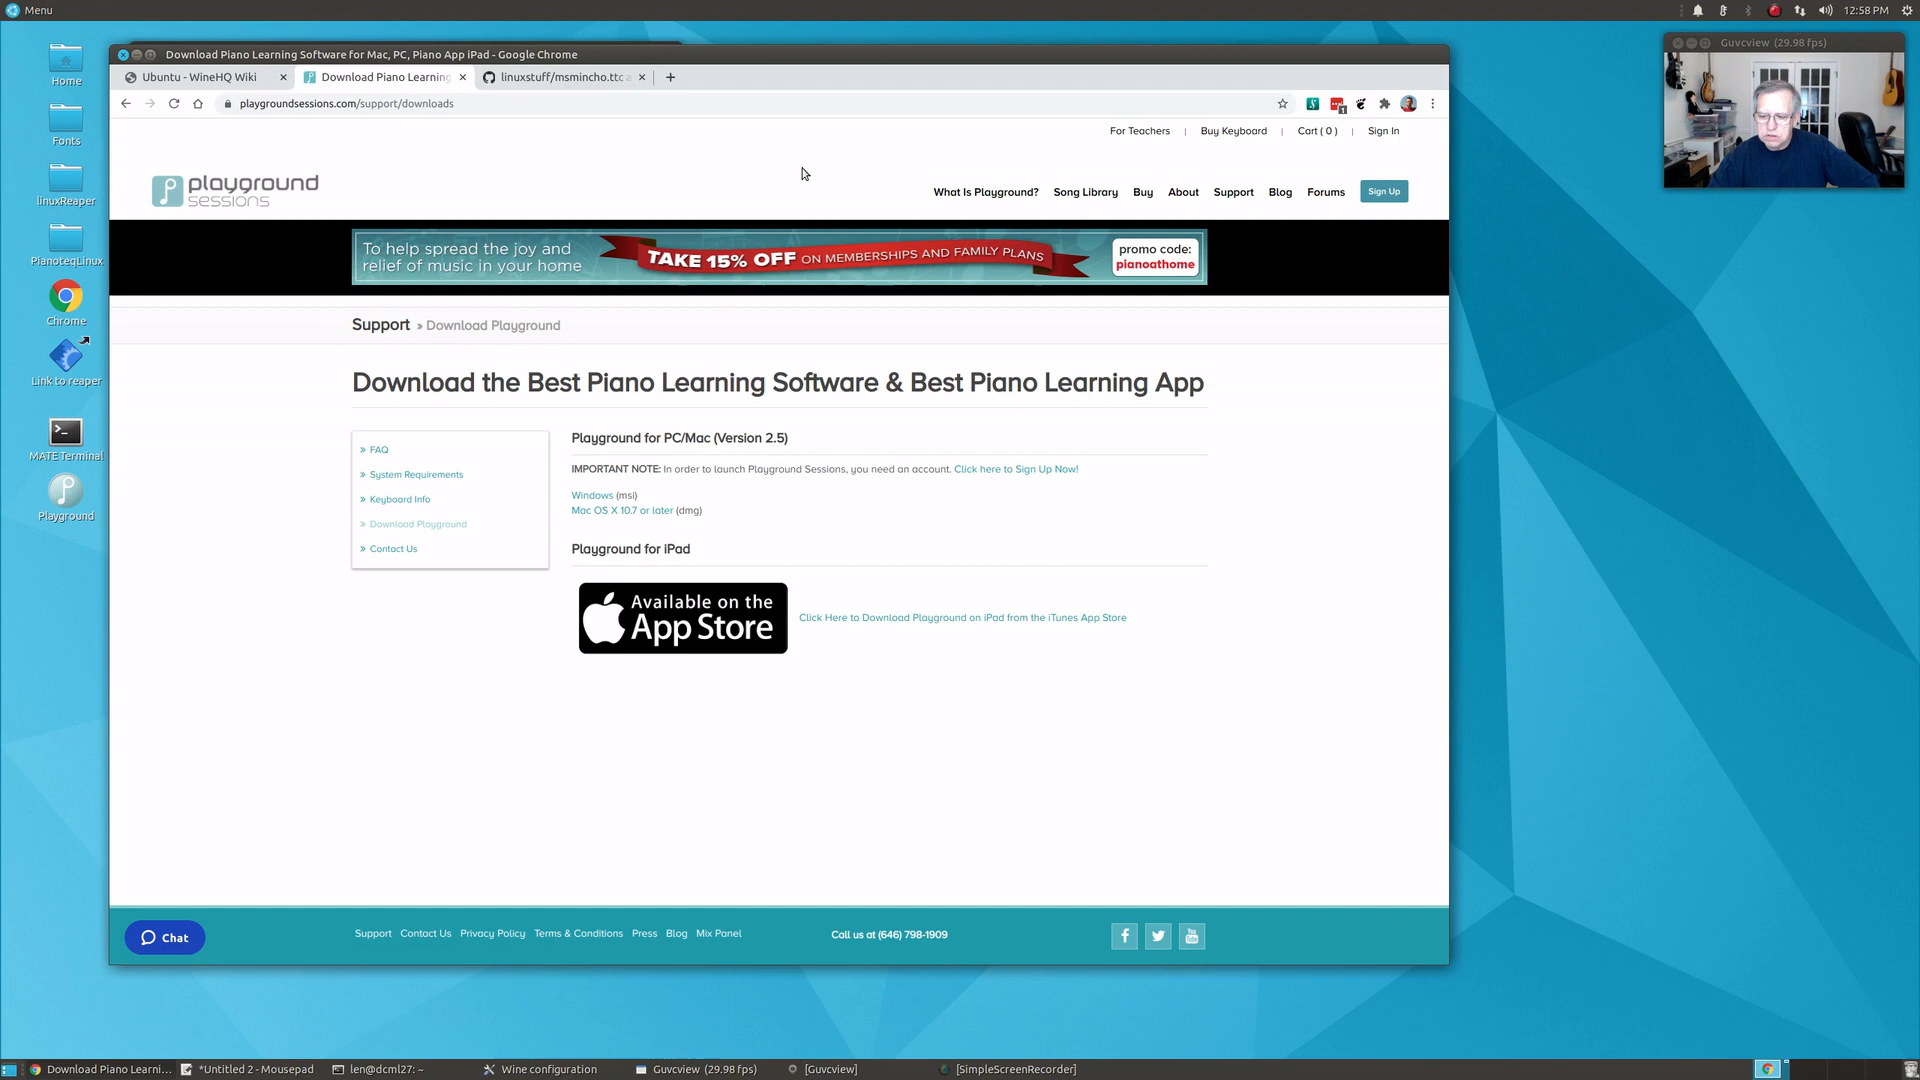 Menu
12:58 PM
Home
Fonts
linuxReaper
PianoteqLinux
Chrome
Link to reaper
MATE Terminal
Playground
Download Piano Learning Software for Mac, PC, Piano App iPad - Google Chrome
Ubuntu - WineHQ Wiki
Download Piano Learning
linuxstuff/msmincho.ttc a
playgroundsessions.com/support/downloads
Guvcview (29.98 fps)
For Teachers | Buy Keyboard | Cart ( 0 ) | Sign In
playground
sessions
What Is Playground? Song Library Buy About Support Blog Forums Sign Up
To help spread the joy and
relief of music in your home
TAKE 15% OFF ON MEMBERSHIPS AND FAMILY PLANS
promo code:
pianoathome
Support » Download Playground
Download the Best Piano Learning Software & Best Piano Learning App
» FAQ
» System Requirements
» Keyboard Info
» Download Playground
» Contact Us
Playground for PC/Mac (Version 2.5)
IMPORTANT NOTE: In order to launch Playground Sessions, you need an account. Click here to Sign Up Now!
Windows (msi)
Mac OS X 10.7 or later (dmg)
Playground for iPad
Available on the
App Store
Click Here to Download Playground on iPad from the iTunes App Store
Chat
Support Contact Us Privacy Policy Terms & Conditions Press Blog Mix Panel
Call us at (646) 798-1909
You
Tube
Download Piano Learni...
*Untitled 2 - Mousepad
len@dcml27: ~
Wine configuration
Guvcview (29.98 fps)
[Guvcview]
[SimpleScreenRecorder]